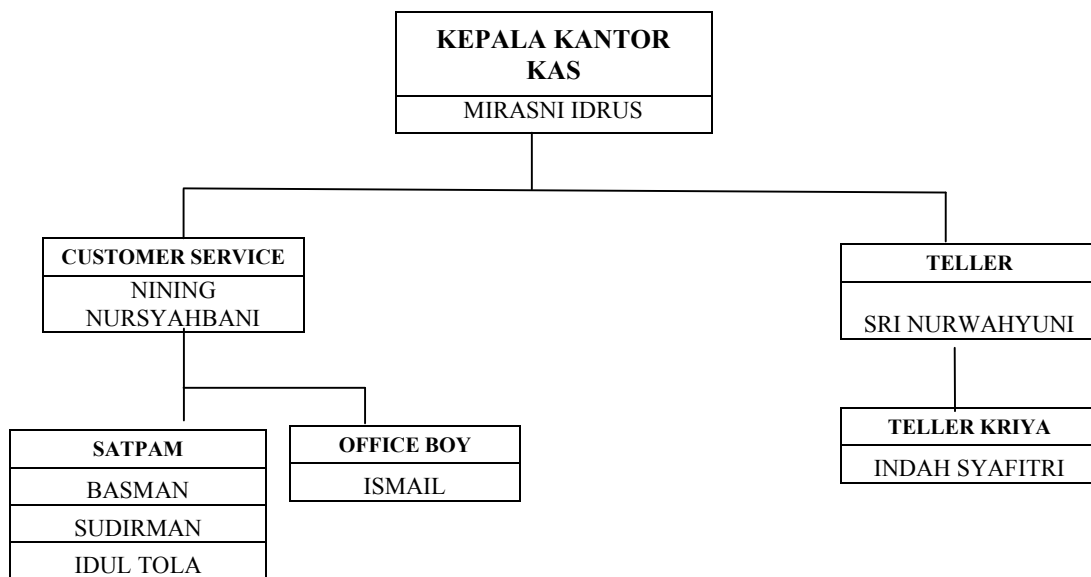 KEPALA KANTOR
KAS
MIRASNI IDRUS
CUSTOMER SERVICE
NINING
NURSYAHBANI
TELLER
SRI NURWAHYUNI
SATPAM
BASMAN
SUDIRMAN
IDUL TOLA
OFFICE BOY
ISMAIL
TELLER KRIYA
INDAH SYAFITRI